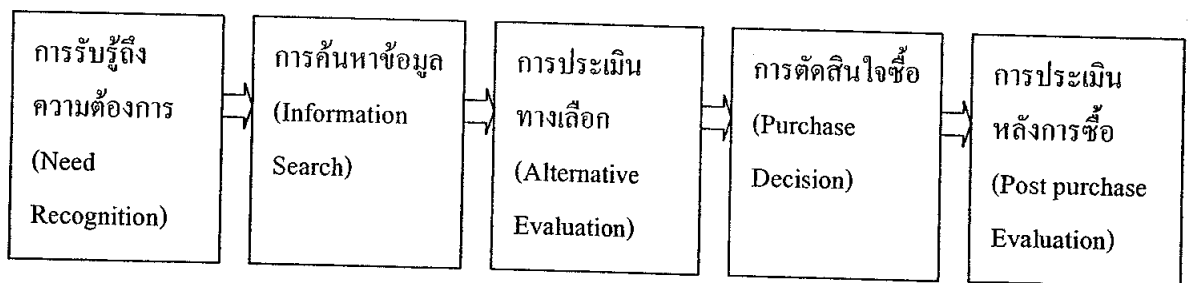 การรับรู้ถึง
ความต้องการ
(Need
Recognition)
การค้นหาข้อมูล
(Information
Search)
การประเมิน
ทางเลือก
(Alternative
Evaluation)
การตัดสินใจซื้อ
(Purchase
Decision)
การประเมิน
หลังการซื้อ
(Post purchase
Evaluation)